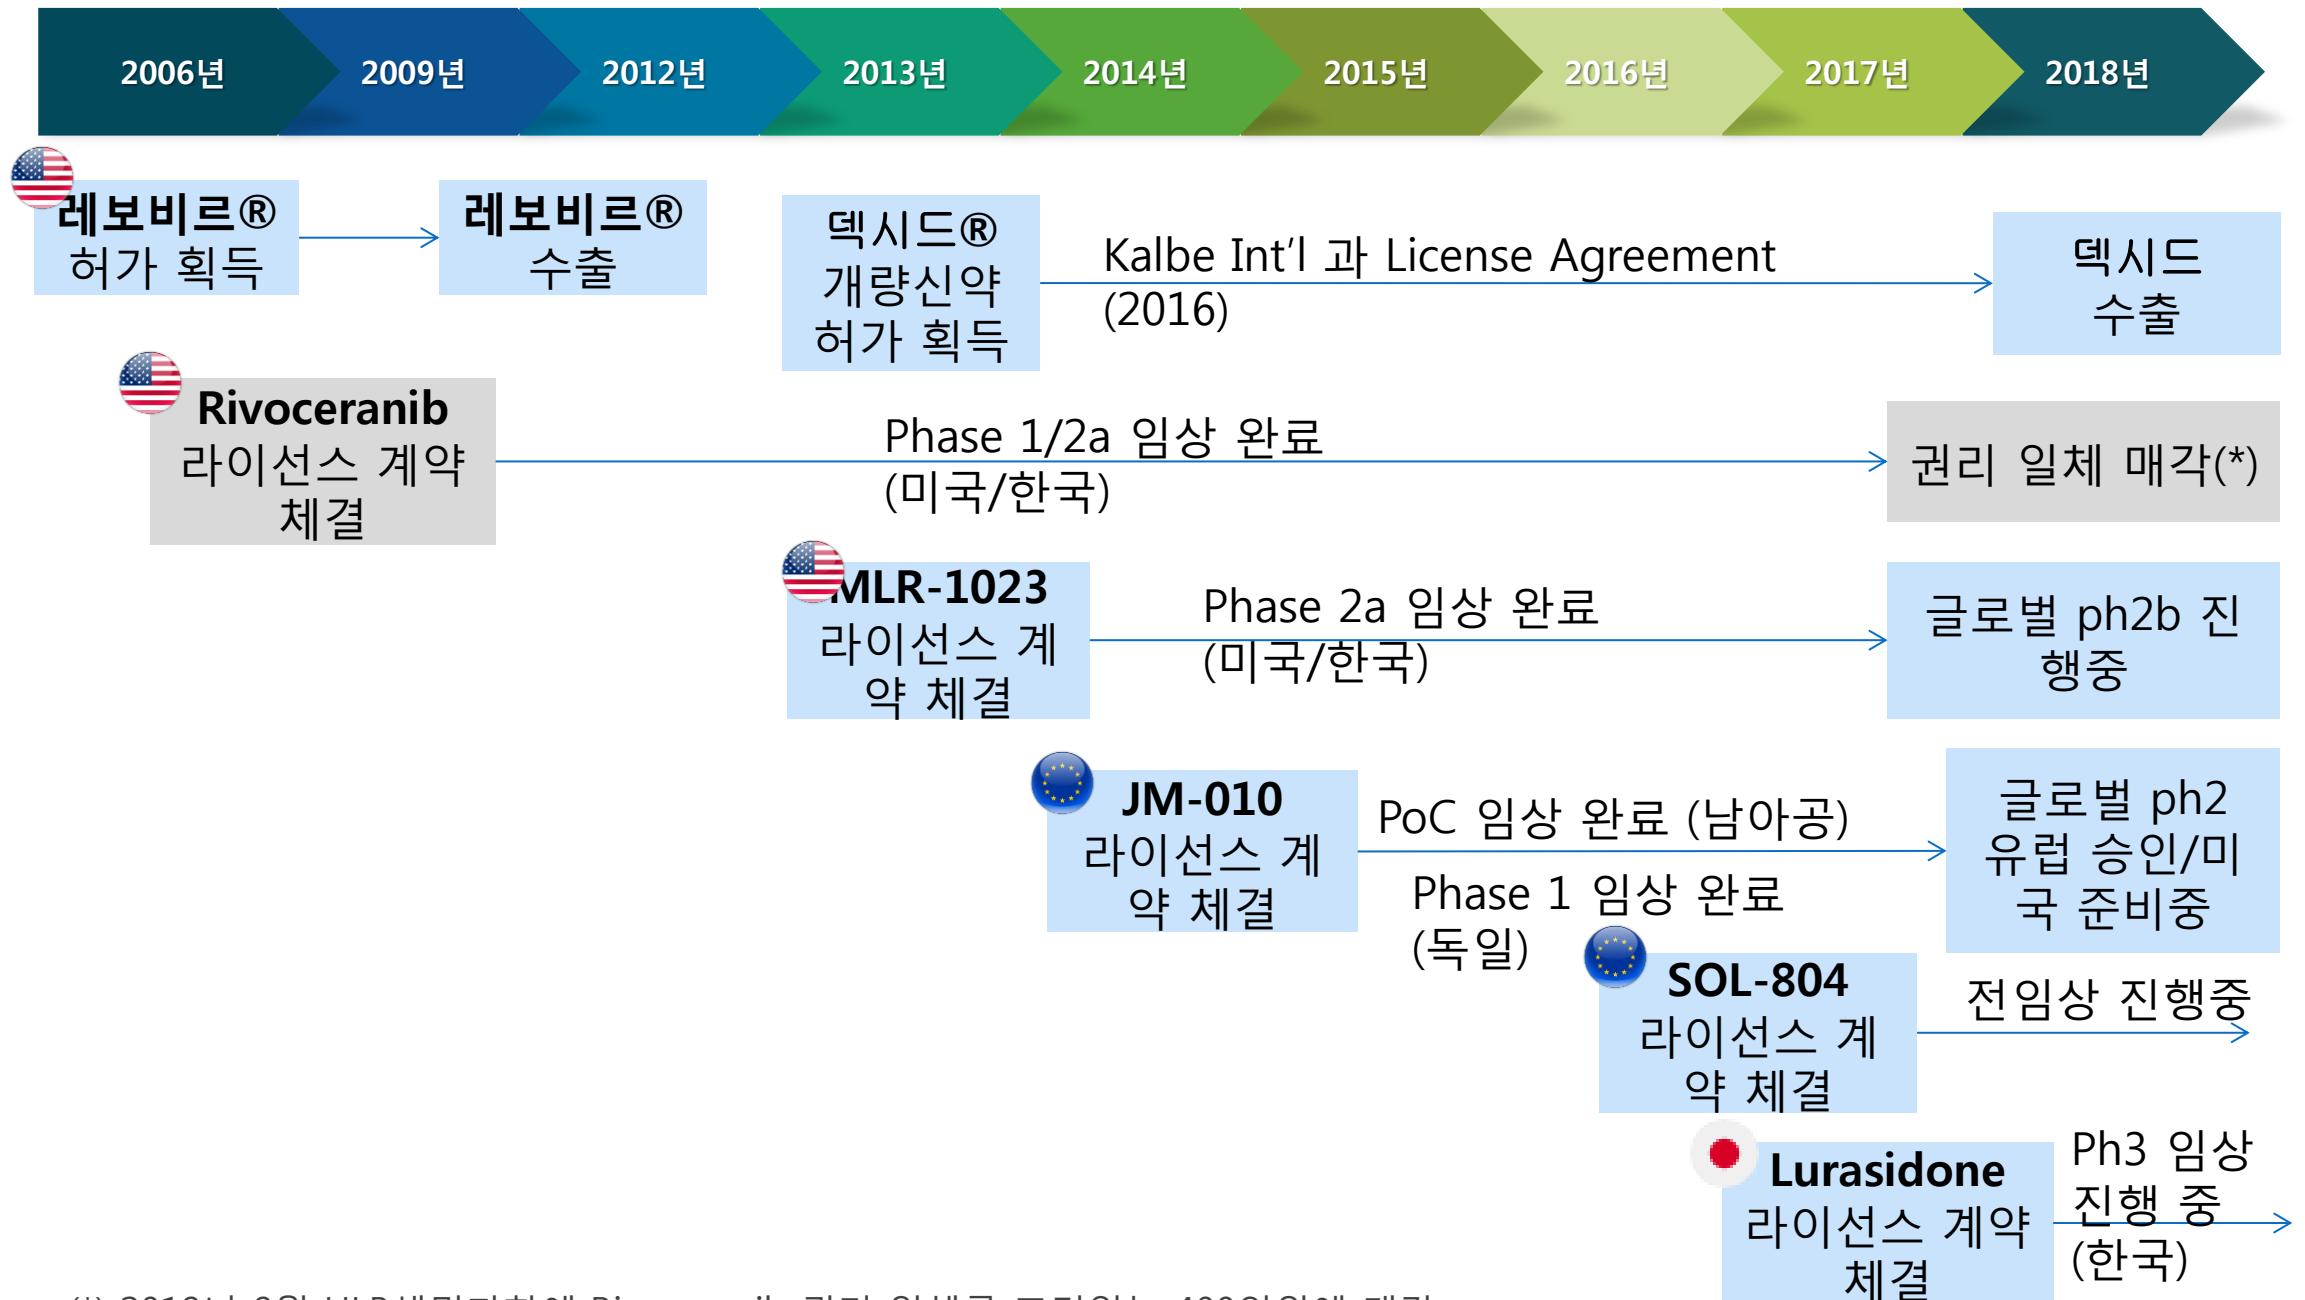 2006년 2009년 2012년 2013년 2014년 2015년 2016년 2017년 2018년
레보비르®
허가 획득
레보비르®
수출
덱시드®
개량신약
허가 획득
Kalbe Int’l 과 License Agreement
(2016)
덱시드
수출
Rivoceranib
라이선스 계약
체결
Phase 1/2a 임상 완료
(미국/한국)
권리 일체 매각(*)
MLR-1023
라이선스 계
약 체결
Phase 2a 임상 완료
(미국/한국)
글로벌 ph2b 진
행중
JM-010
라이선스 계
약 체결
PoC 임상 완료 (남아공)
Phase 1 임상 완료
(독일)
글로벌 ph2
유럽 승인/미
국 준비중
SOL-804
라이선스 계
약 체결
전임상 진행중
Lurasidone
라이선스 계약
체결
Ph3 임상
진행 중
(한국)